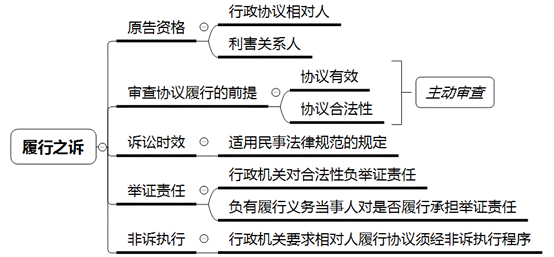 履行之诉
原告资格
行政协议相对人
利害关系人
审查协议履行的前提
协议有效
协议合法性
主动审查
诉讼时效
适用民事法律规范的规定
举证责任
行政机关对合法性负举证责任
负有履行义务当事人对是否履行承担举证责任
非诉执行
行政机关要求相对人履行协议须经非诉执行程序